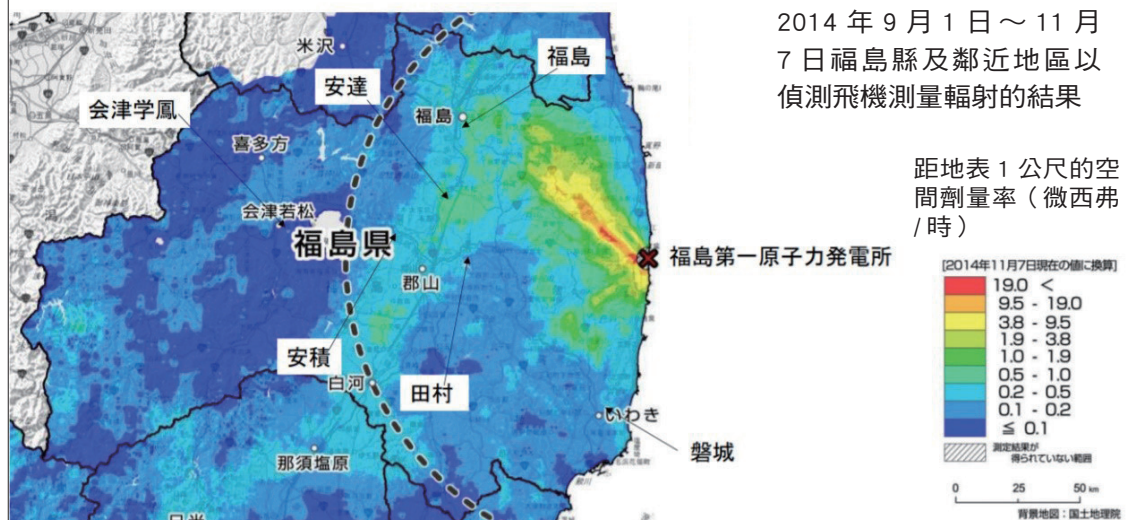 2014 年 9 月 1 日～ 11 月
7 日福島縣及鄰近地區以
偵測飛機測量輻射的結果
距地表 1 公尺的空
間劑量率（微西弗
/ 時）
米沢
福島
安達
会津学鳳
福島
喜多方
会津若松
福島県
福島第一原子力発電所
郡山
安積
白河
田村
いわき
磐城
那須塩原
[2014年11月7日現在の値に換算]
19.0 <
9.5 - 19.0
3.8 - 9.5
1.9 - 3.8
1.0 - 1.9
0.5 - 1.0
0.2 - 0.5
0.1 - 0.2
≦ 0.1
測定結果が
得られていない範囲
0 25 50 km
背景地図：国土地理院